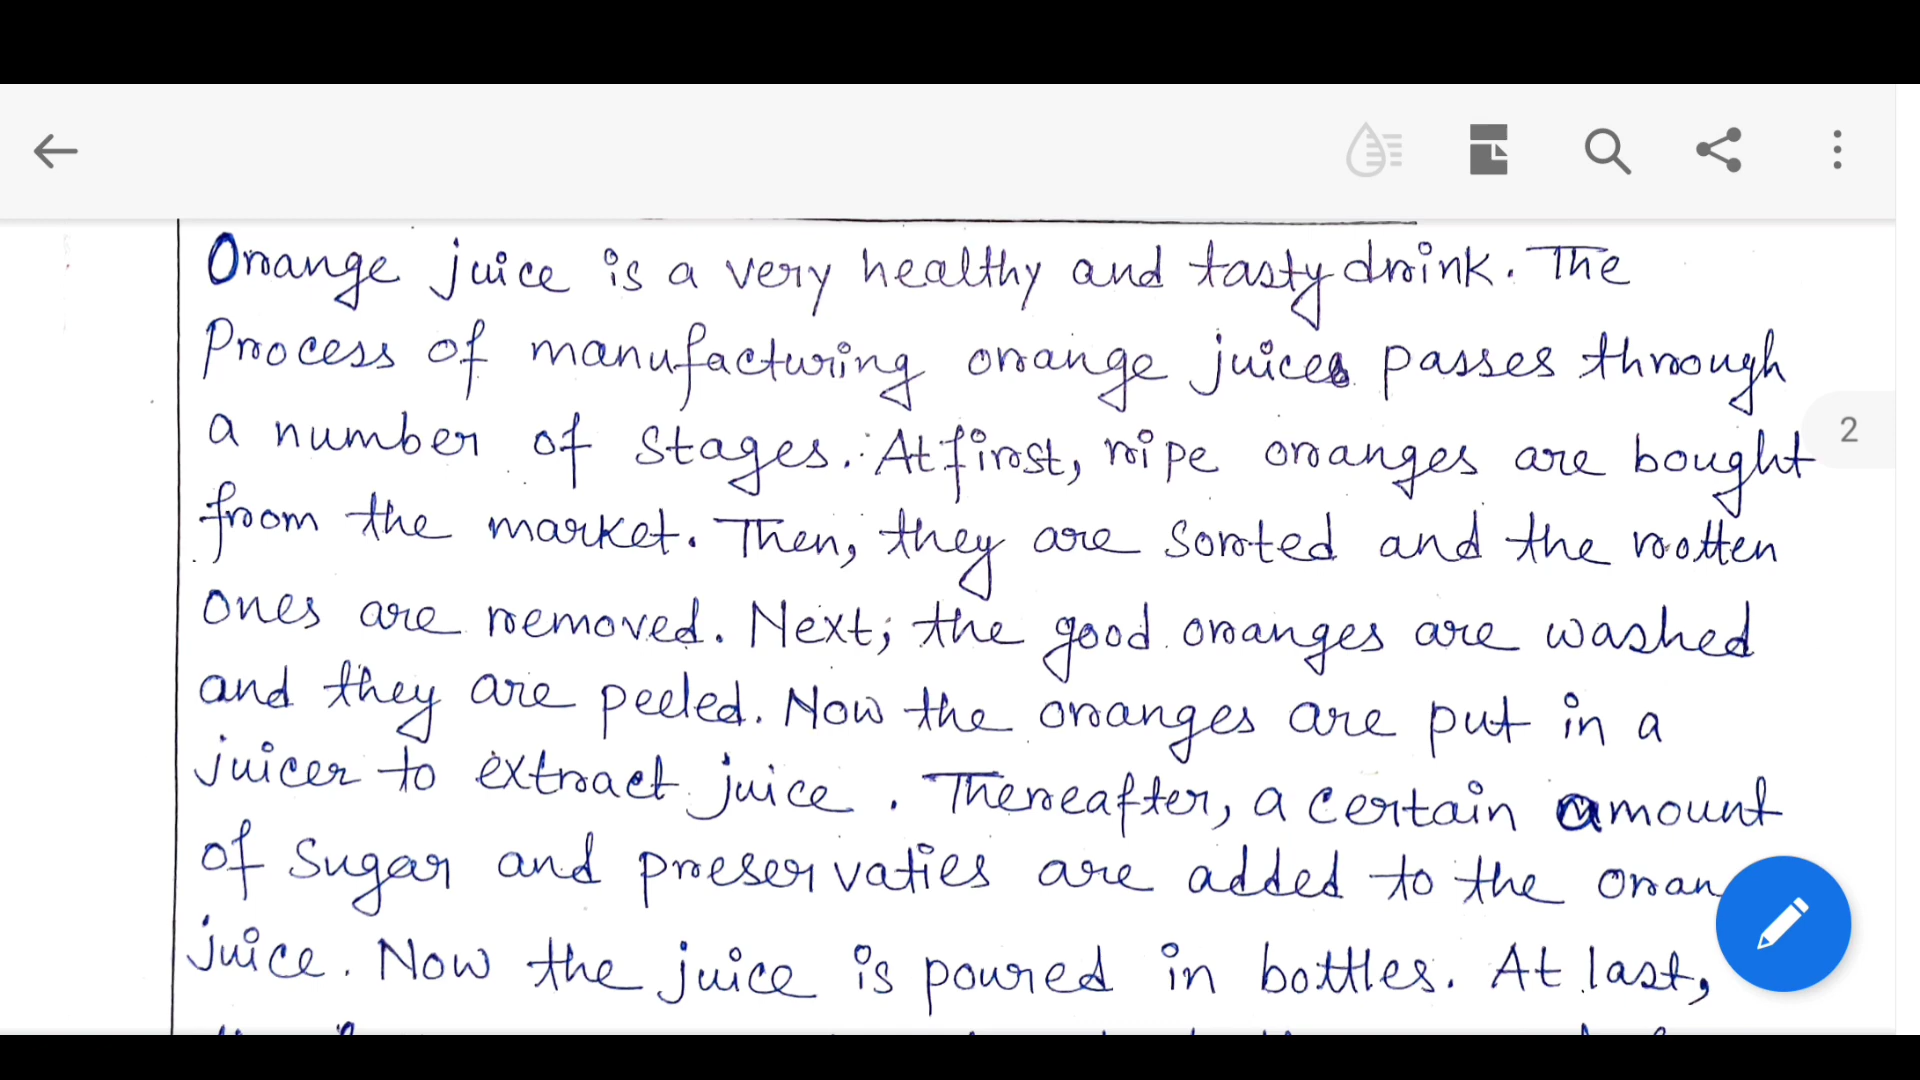 Orange juice is a very healthy and tasty drink. The
Process of manufacturing orange juices passes through
a number of stages. At first, ripe oranges are bought
2
from the market. Then, they are sorted and the rotten
ones are removed. Next, the good oranges are washed
and they are peeled. Now the oranges are put in a
juicer to extract juice. Thereafter, a certain amount
of sugar and preservaties are added to the oran
juice. Now the juice is poured in bottles. At last,